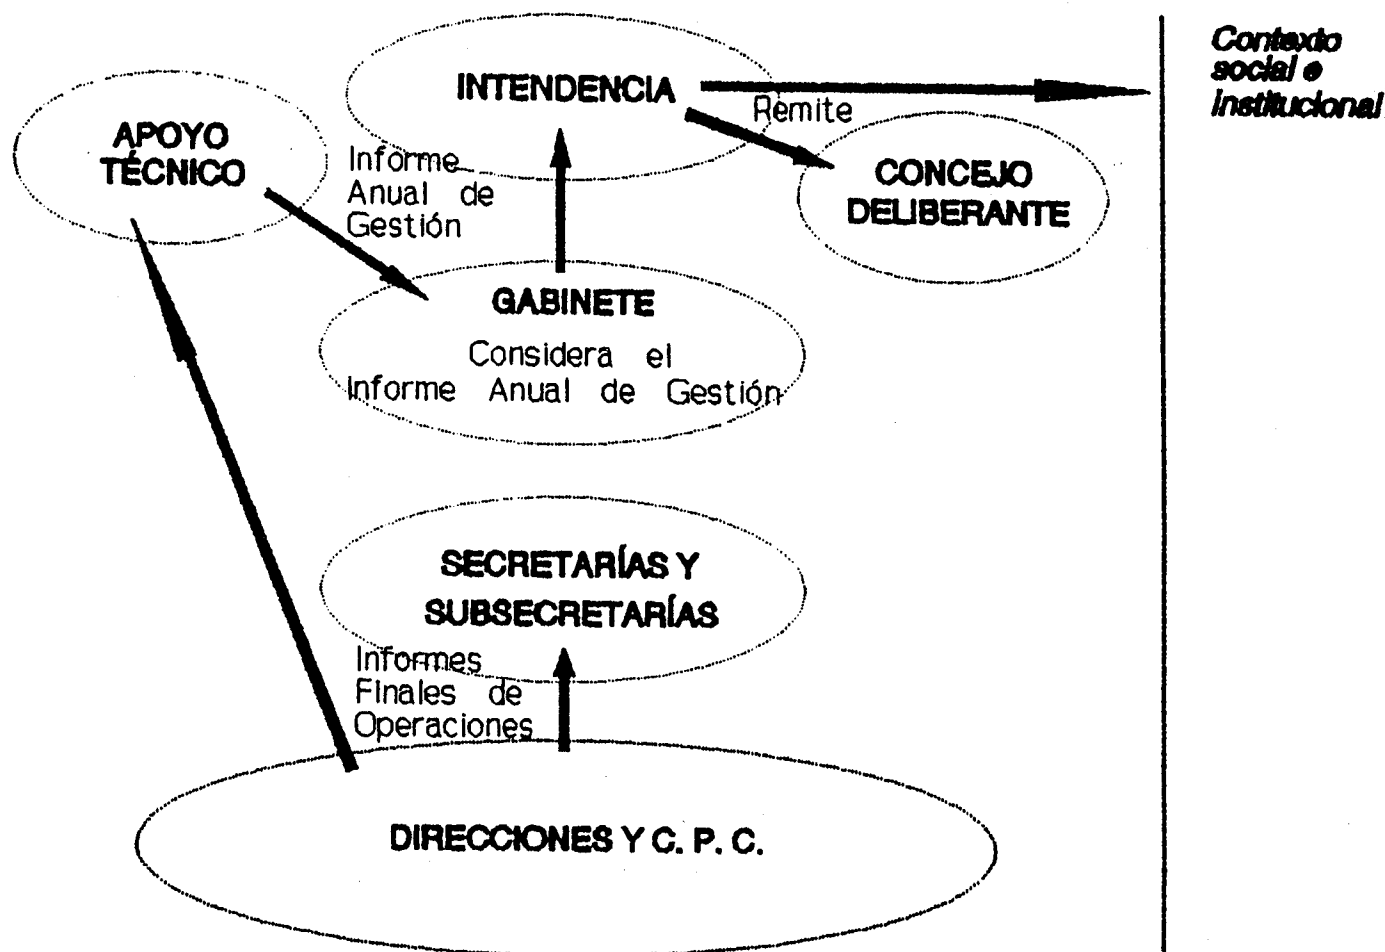 Contexto
social e
institucional
INTENDENCIA
Remite
APOYO
TÉCNICO
Informe
Anual de
Gestión
CONCEJO
DELIBERANTE
GABINETE
Considera el
Informe Anual de Gestión
SECRETARÍAS Y
SUBSECRETARÍAS
Informes
Finales de
Operaciones
DIRECCIONES Y C. P. C.